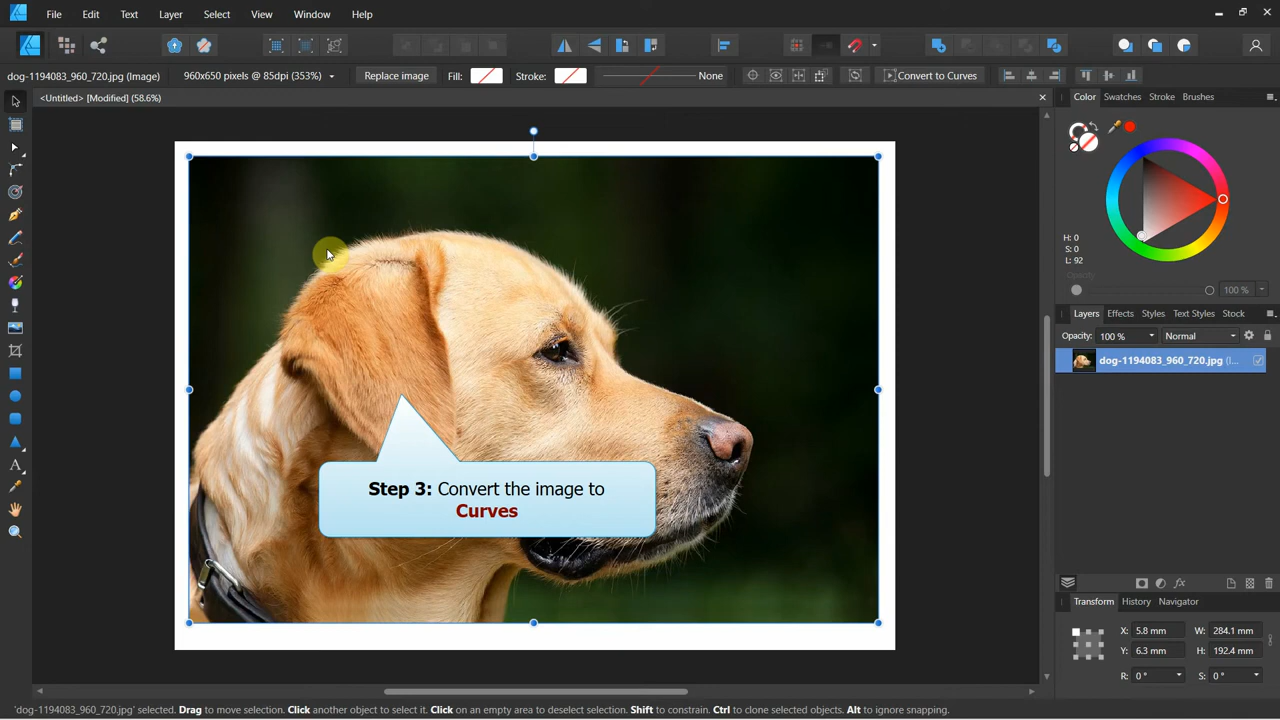 File Edit Text Layer Select View Window Help
dog-1194083_960_720.jpg (Image) 960x650 pixels @ 85dpi (353%) Replace image Fill: Stroke: None Convert to Curves
<Untitled> [Modified] (58.6%)
Color Swatches Stroke Brushes
H: 0
S: 0
L: 92
Opacity
100 %
Layers Effects Styles Text Styles Stock
Opacity: 100 % Normal
dog-1194083_960_720.jpg (I...
Step 3: Convert the image to
Curves
Transform History Navigator
X: 5.8 mm W: 284.1 mm
Y: 6.3 mm H: 192.4 mm
R: 0 ° S: 0 °
'dog-1194083_960_720.jpg' selected. Drag to move selection. Click another object to select it. Click on an empty area to deselect selection. Shift to constrain. Ctrl to clone selected objects. Alt to ignore snapping.